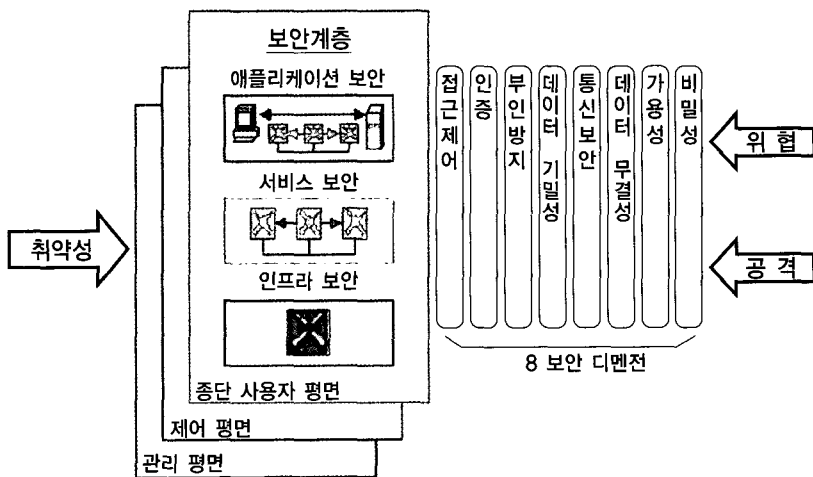 보안계층
애플리케이션 보안
서비스 보안
인프라 보안
종단 사용자 평면
제어 평면
관리 평면
취약성
접근제어
인증
부인방지
데이터 기밀성
통신보안
데이터 무결성
가용성
비밀성
8 보안 디멘전
위 협
공 격